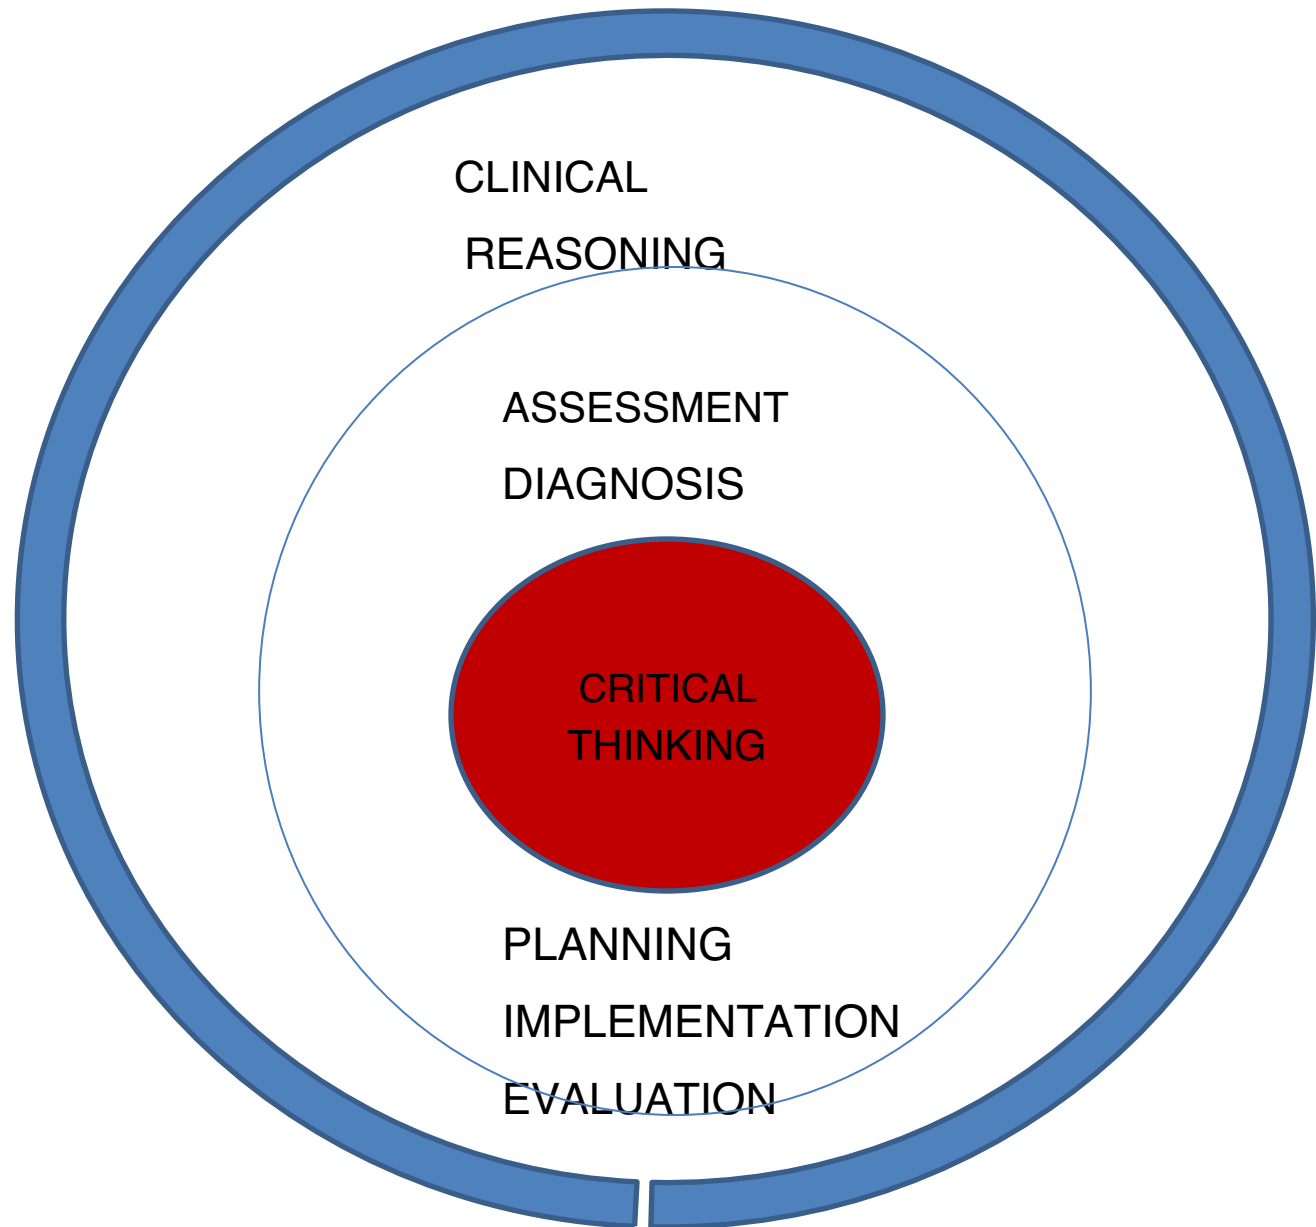 CLINICAL
REASONING
ASSESSMENT
DIAGNOSIS
CRITICAL
THINKING
PLANNING
IMPLEMENTATION
EVALUATION